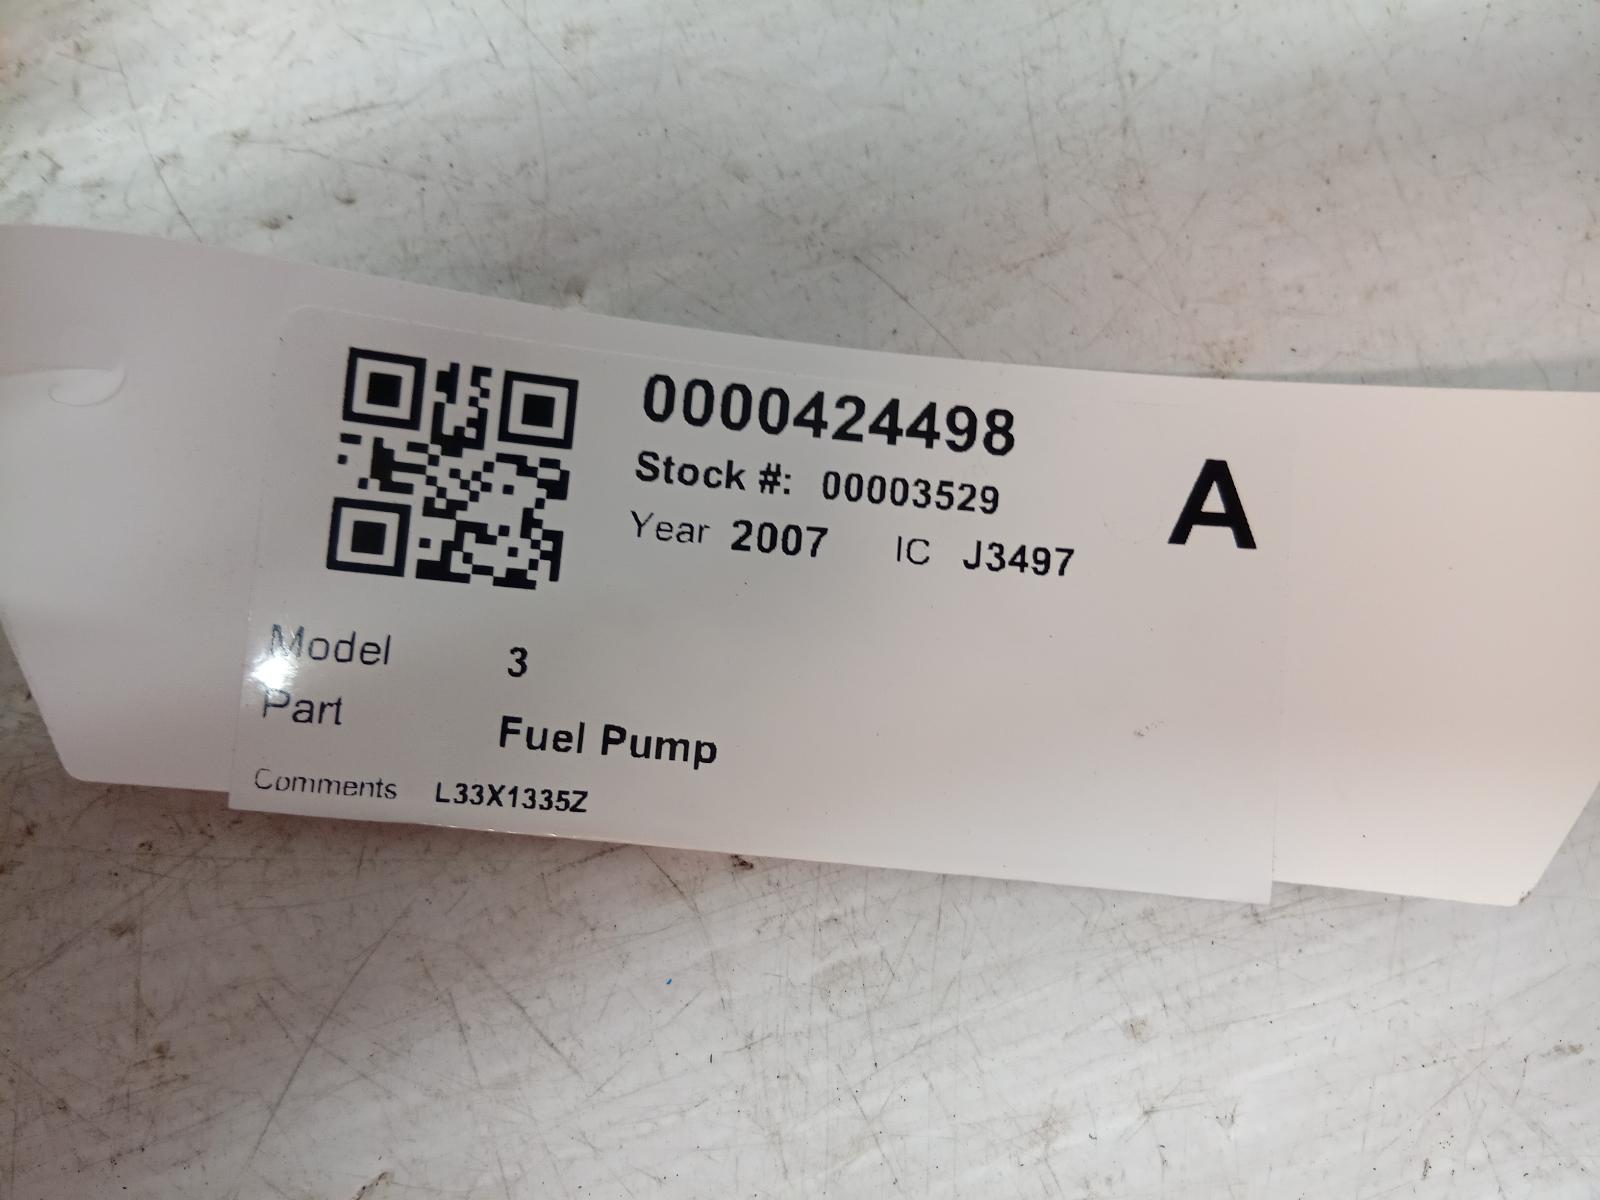 0000424498
Stock #: 00003529
A
Year 2007 IC J3497
Model 3
Part Fuel Pump
Comments L33X1335Z